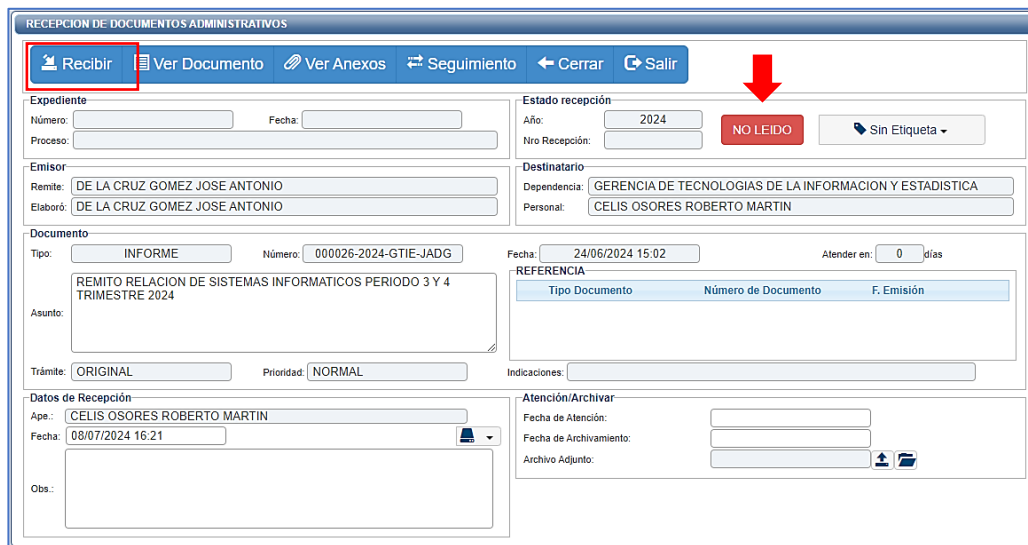 RECEPCION DE DOCUMENTOS ADMINISTRATIVOS
Recibir Ver Documento Ver Anexos Seguimiento Cerrar Salir
Expediente
Número: Fecha:
Proceso:
Estado recepción
Año: 2024 NO LEIDO Sin Etiqueta
Nro Recepción:
Emisor
Remite: DE LA CRUZ GOMEZ JOSE ANTONIO
Elaboró: DE LA CRUZ GOMEZ JOSE ANTONIO
Destinatario
Dependencia: GERENCIA DE TECNOLOGIAS DE LA INFORMACION Y ESTADISTICA
Personal: CELIS OSORES ROBERTO MARTIN
Documento
Tipo: INFORME Número: 000026-2024-GTIE-JADG Fecha: 24/06/2024 15:02 Atender en: 0 días
Asunto: REMITO RELACION DE SISTEMAS INFORMATICOS PERIODO 3 Y 4
TRIMESTRE 2024
REFERENCIA
Tipo Documento Número de Documento F. Emisión
Trámite: ORIGINAL Prioridad: NORMAL Indicaciones:
Datos de Recepción
Ape.: CELIS OSORES ROBERTO MARTIN
Fecha: 08/07/2024 16:21
Obs.:
Atención/Archivar
Fecha de Atención:
Fecha de Archivamiento:
Archivo Adjunto: